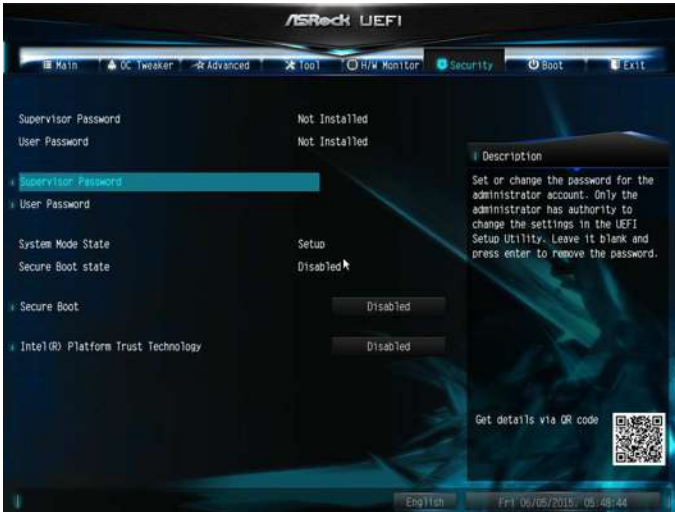 ASRock UEFI
Main OC Tweaker Advanced Tool H/W Monitor Security Boot Exit
Supervisor Password Not Installed
User Password Not Installed
Supervisor Password
User Password
System Mode State Setup
Secure Boot state Disabled
Secure Boot Disabled
Intel(R) Platform Trust Technology Disabled
Description
Set or change the password for the
administrator account. Only the
administrator has authority to
change the settings in the UEFI
Setup Utility. Leave it blank and
press enter to remove the password.
Get details via QR code
English Fri 06/05/2015, 05:48:44